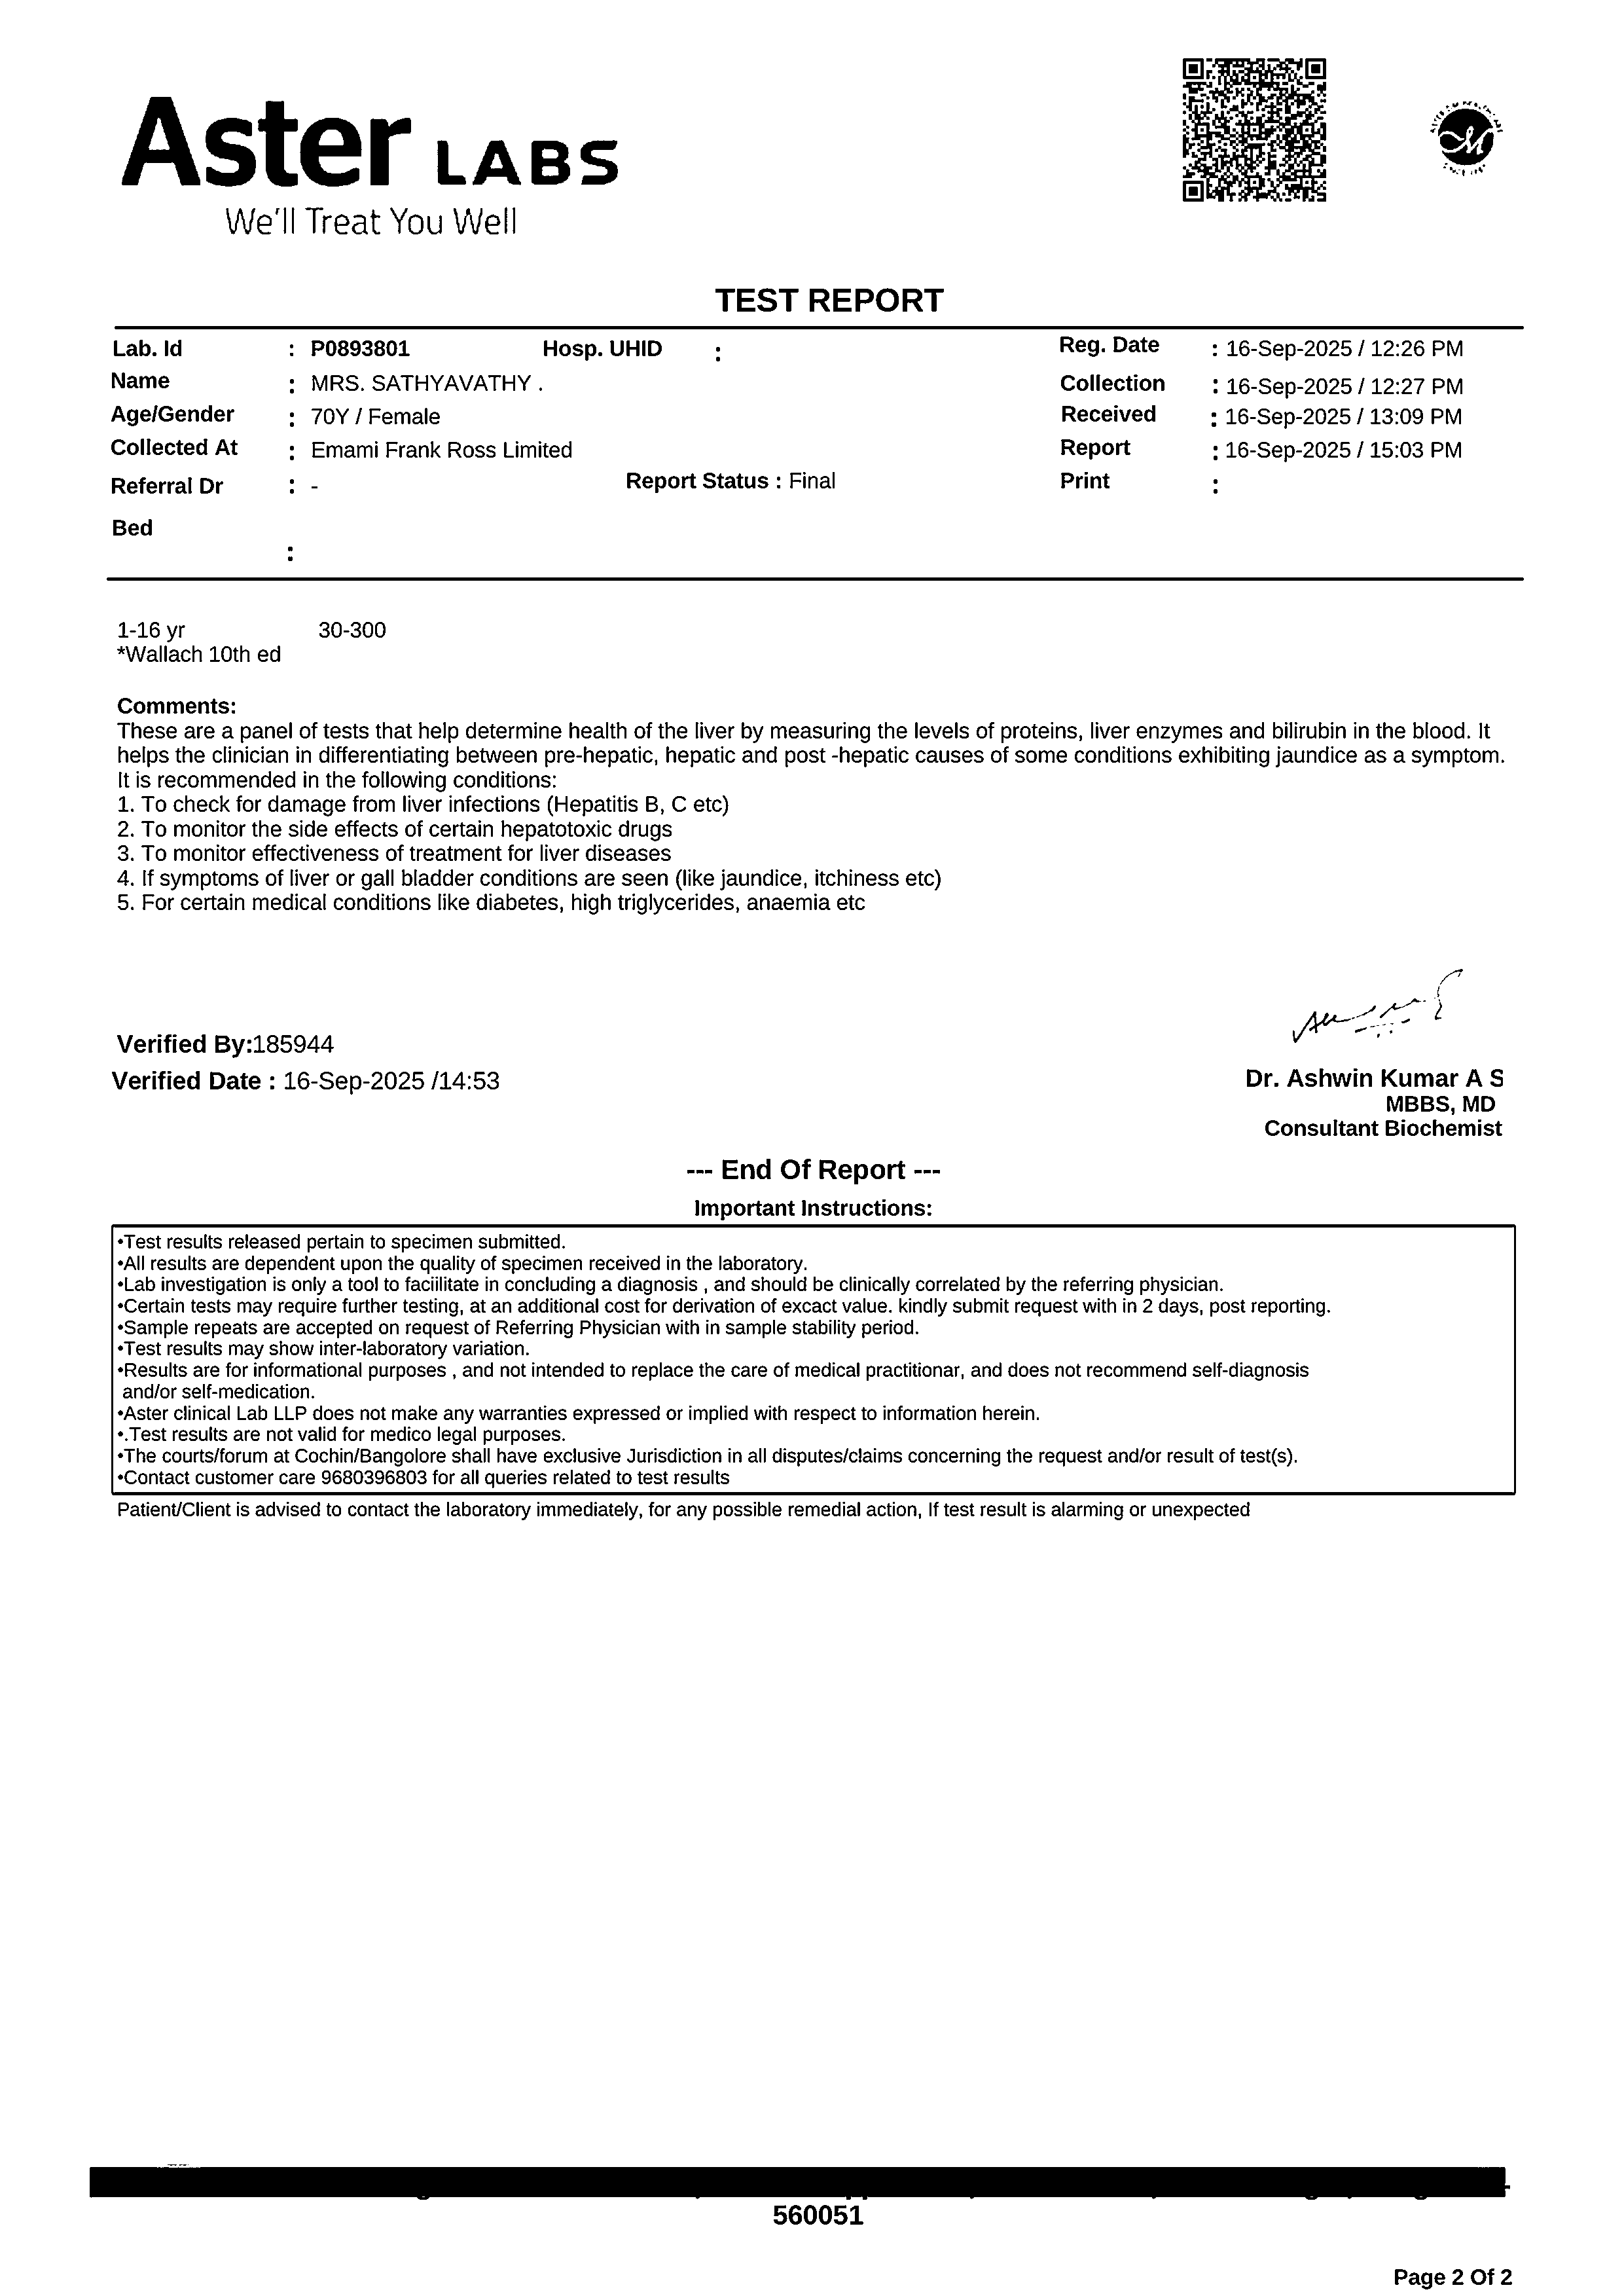 Aster LABS
We'll Treat You Well
TEST REPORT
Lab. Id : P0893801 Hosp. UHID : Reg. Date : 16-Sep-2025 / 12:26 PM
Name : MRS. SATHYAVATHY . Collection : 16-Sep-2025 / 12:27 PM
Age/Gender : 70Y / Female Received : 16-Sep-2025 / 13:09 PM
Collected At : Emami Frank Ross Limited Report : 16-Sep-2025 / 15:03 PM
Referral Dr : - Report Status : Final Print :
Bed :
1-16 yr 30-300
*Wallach 10th ed
Comments:
These are a panel of tests that help determine health of the liver by measuring the levels of proteins, liver enzymes and bilirubin in the blood. It
helps the clinician in differentiating between pre-hepatic, hepatic and post -hepatic causes of some conditions exhibiting jaundice as a symptom.
It is recommended in the following conditions:
1. To check for damage from liver infections (Hepatitis B, C etc)
2. To monitor the side effects of certain hepatotoxic drugs
3. To monitor effectiveness of treatment for liver diseases
4. If symptoms of liver or gall bladder conditions are seen (like jaundice, itchiness etc)
5. For certain medical conditions like diabetes, high triglycerides, anaemia etc
Verified By:185944
Verified Date : 16-Sep-2025 /14:53
Dr. Ashwin Kumar A S
MBBS, MD
Consultant Biochemist
--- End Of Report ---
Important Instructions:
•Test results released pertain to specimen submitted.
•All results are dependent upon the quality of specimen received in the laboratory.
•Lab investigation is only a tool to faciilitate in concluding a diagnosis , and should be clinically correlated by the referring physician.
•Certain tests may require further testing, at an additional cost for derivation of excact value. kindly submit request with in 2 days, post reporting.
•Sample repeats are accepted on request of Referring Physician with in sample stability period.
•Test results may show inter-laboratory variation.
•Results are for informational purposes , and not intended to replace the care of medical practitionar, and does not recommend self-diagnosis
and/or self-medication.
•Aster clinical Lab LLP does not make any warranties expressed or implied with respect to information herein.
•.Test results are not valid for medico legal purposes.
•The courts/forum at Cochin/Bangolore shall have exclusive Jurisdiction in all disputes/claims concerning the request and/or result of test(s).
•Contact customer care 9680396803 for all queries related to test results
Patient/Client is advised to contact the laboratory immediately, for any possible remedial action, If test result is alarming or unexpected
560051
Page 2 Of 2